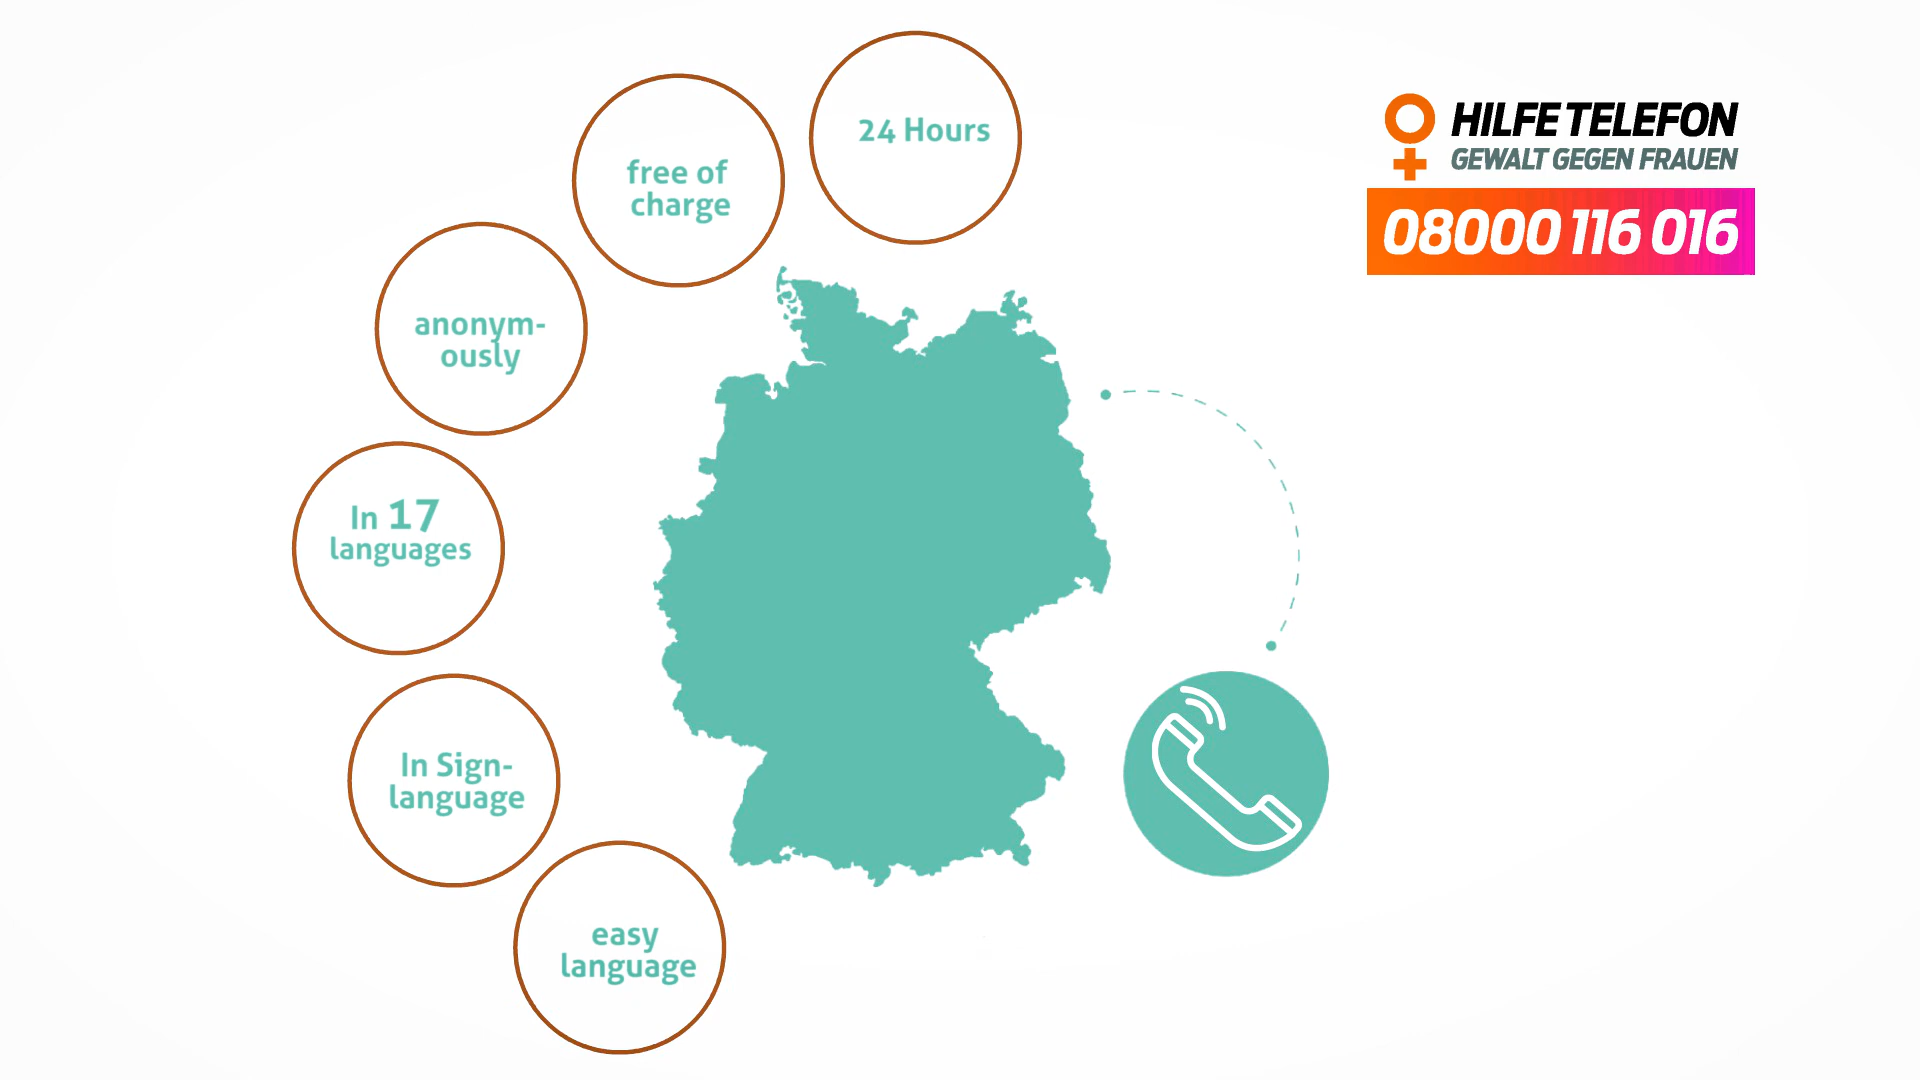 24 Hours
free of
charge
anonym-
ously
In 17
languages
In Sign-
language
easy
language
HILFE TELEFON
GEWALT GEGEN FRAUEN
08000 116 016